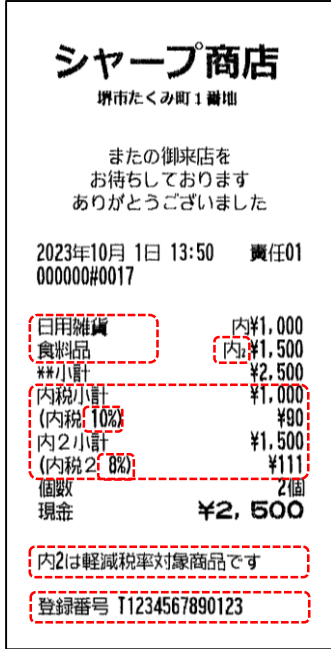 シャープ商店
堺市たくみ町1番地
またの御来店を
お待ちしております
ありがとうございました
2023年10月 1日 13:50 責任01
000000#0017
日用雑貨 内¥1,000
食料品 内2¥1,500
**小計 ¥2,500
内税小計 ¥1,000
(内税 10%) ¥90
内2小計 ¥1,500
(内税2 8%) ¥111
個数 2個
現金 ¥2,500
内2は軽減税率対象商品です
登録番号 T1234567890123